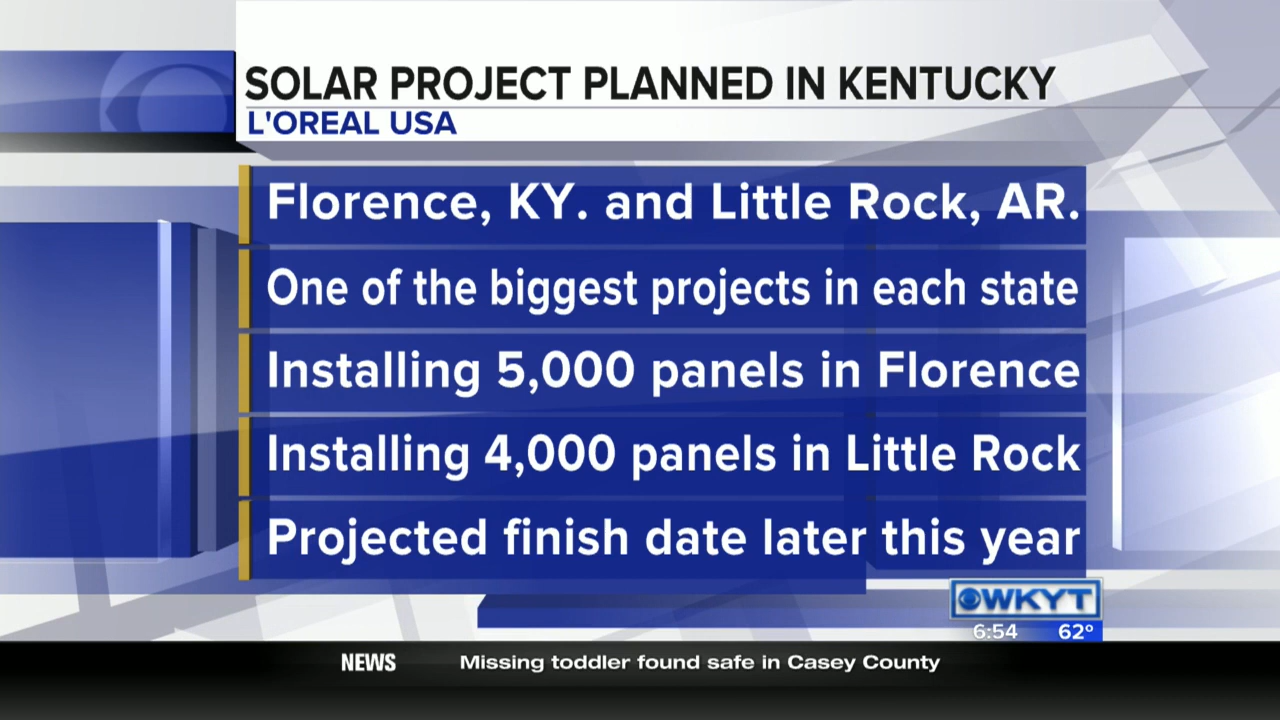 SOLAR PROJECT PLANNED IN KENTUCKY
L'OREAL USA
Florence, KY. and Little Rock, AR.
One of the biggest projects in each state
Installing 5,000 panels in Florence
Installing 4,000 panels in Little Rock
Projected finish date later this year
WKYT
6:54 62°
NEWS Missing toddler found safe in Casey County